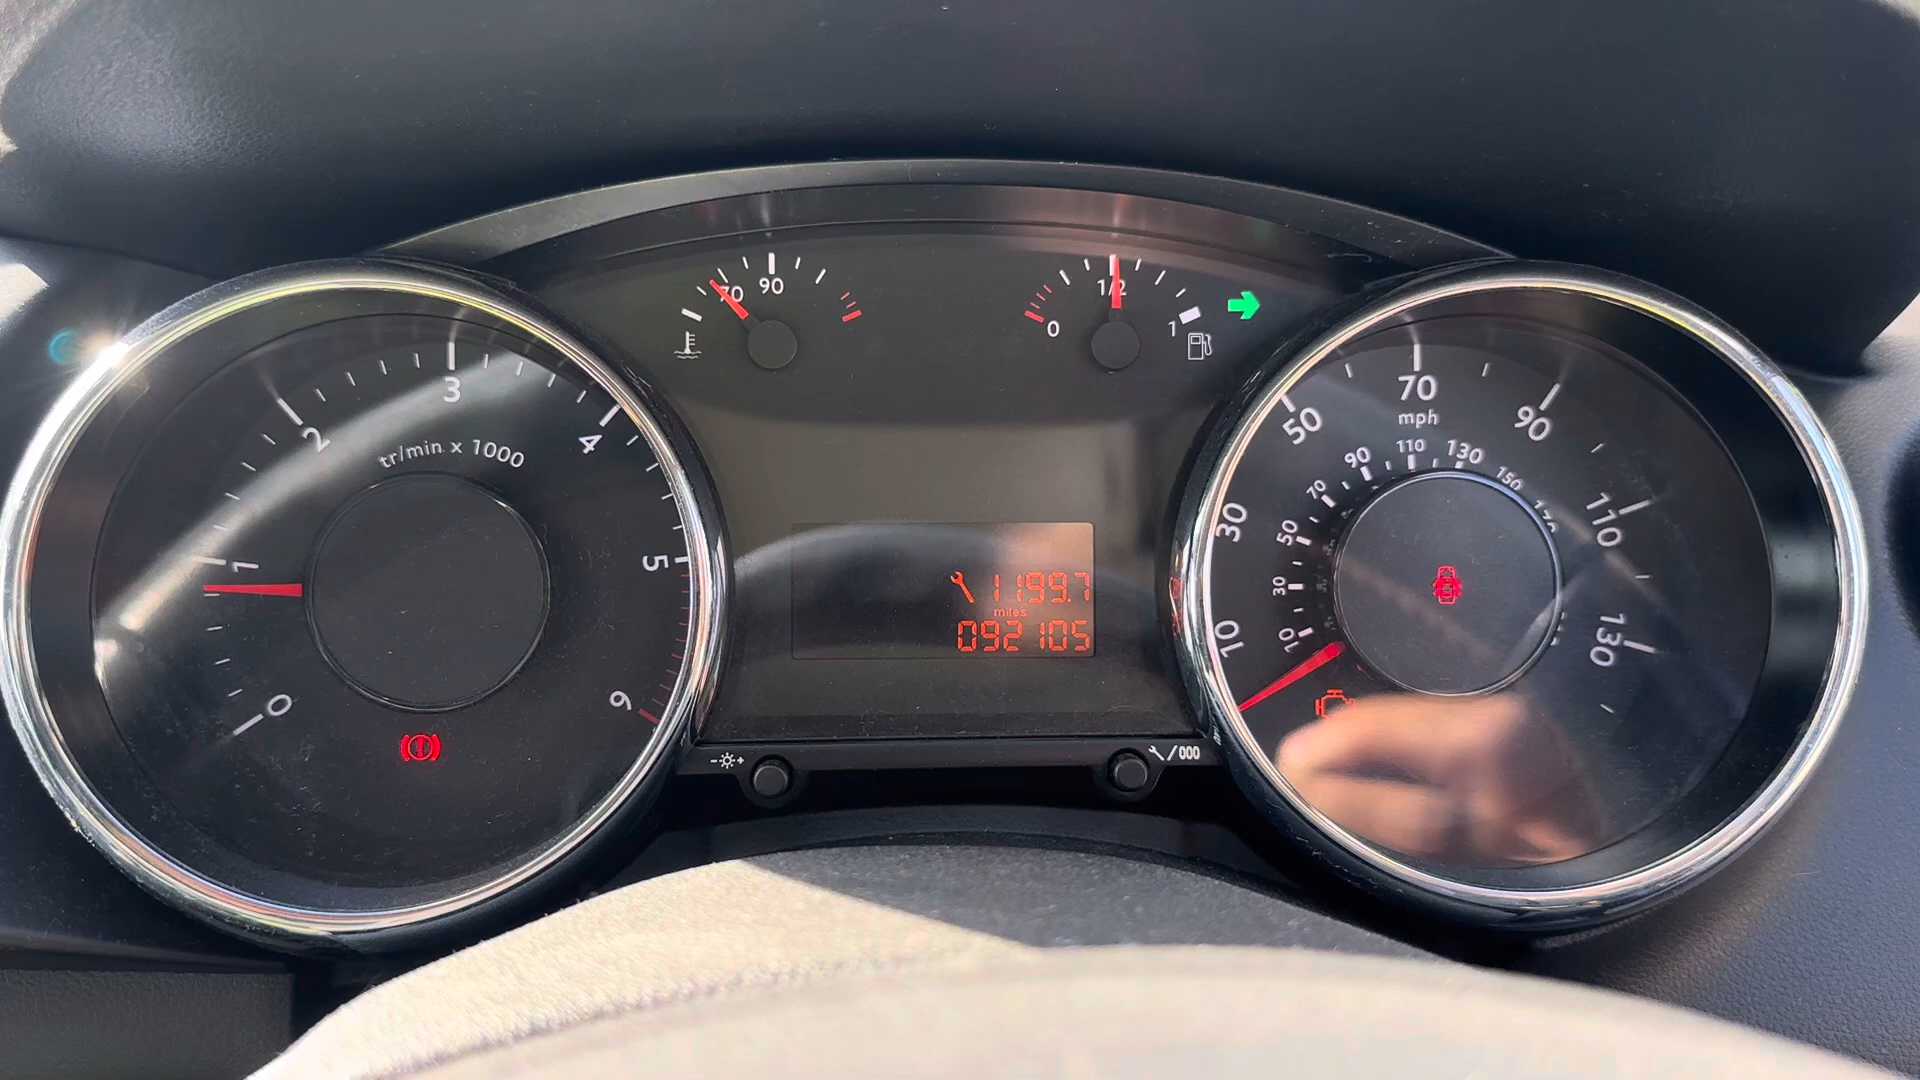 70 90
0 1/2 1
0 1 2 3 4 5 6
tr/min x 1000
1199.7
miles
092105
10 30 50 70 90 110 130
mph
10 30 50 70 90 110 130 150 170
- +
/000